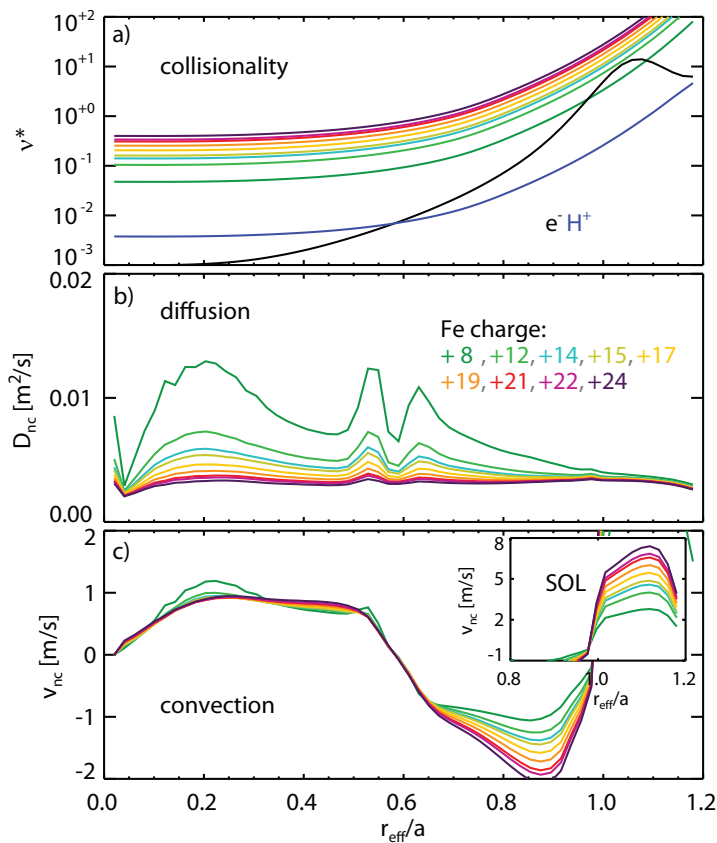 a)
collisionality
10+2
10+1
10+0
10-1
10-2
10-3
ν*
e- H+
b)
diffusion
0.02
0.01
0.00
Dnc [m2/s]
Fe charge:
+ 8 , +12, +14, +15, +17
+19, +21, +22, +24
c)
convection
2
1
0
-1
-2
vnc [m/s]
SOL
8
5
2
-1
vnc [m/s]
0.8 1.0 1.2
reff/a
0.0 0.2 0.4 0.6 0.8 1.0 1.2
reff/a